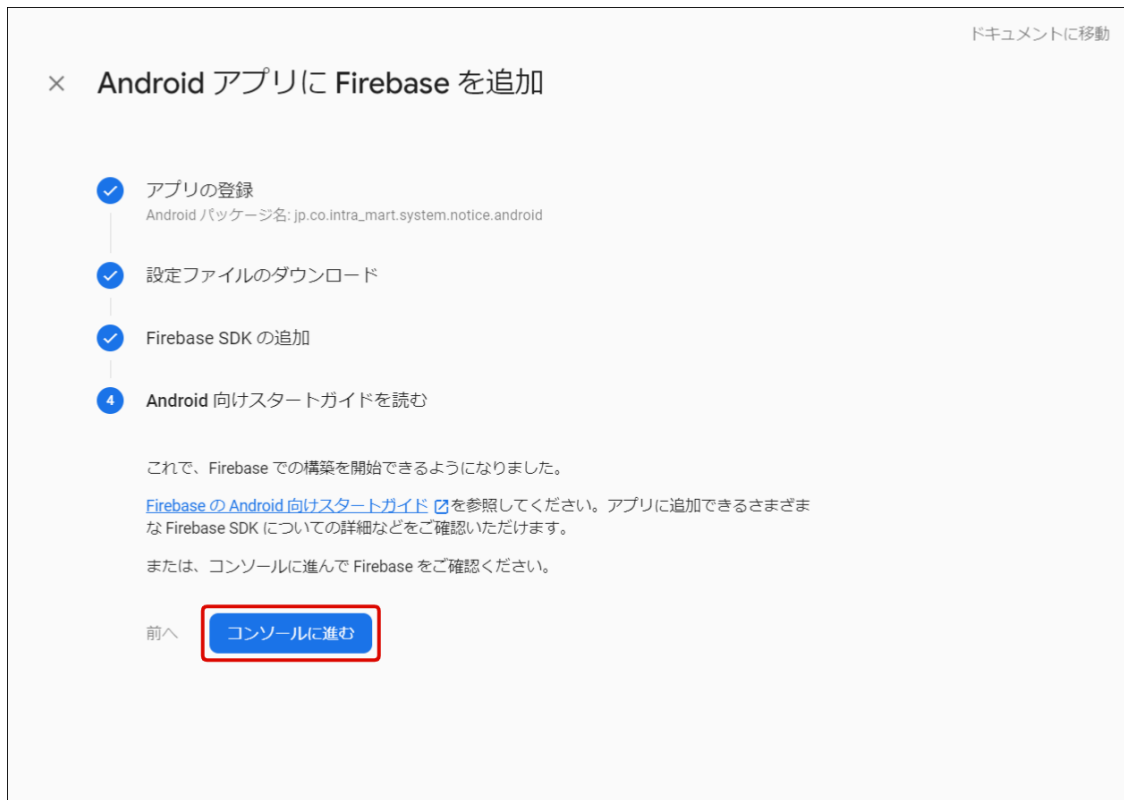 ドキュメントに移動
× Android アプリに Firebase を追加
アプリの登録
Android パッケージ名: jp.co.intra_mart.system.notice.android
設定ファイルのダウンロード
Firebase SDK の追加
4 Android 向けスタートガイドを読む
これで、Firebase での構築を開始できるようになりました。
Firebase の Android 向けスタートガイド を参照してください。アプリに追加できるさまざま
な Firebase SDK についての詳細などをご確認いただけます。
または、コンソールに進んで Firebase をご確認ください。
前へ コンソールに進む